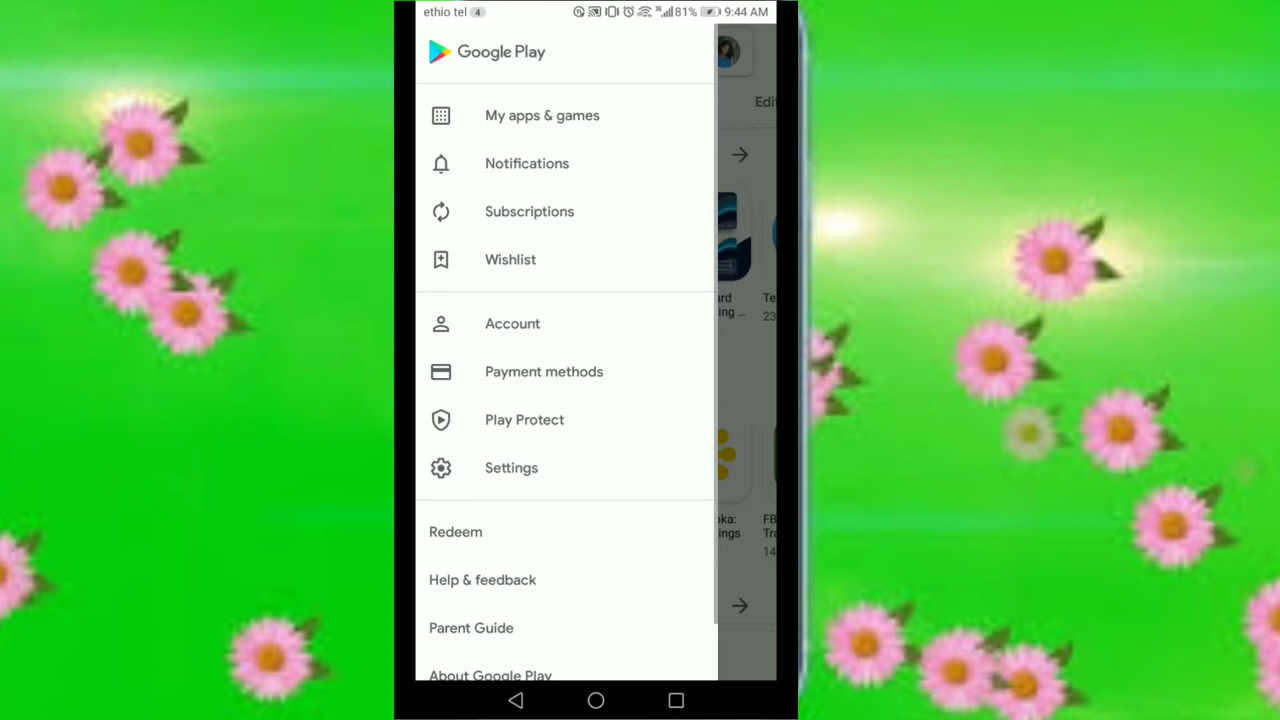 ethio tel 4 81% 9:44 AM
Google Play
Edi
My apps & games
Notifications
Subscriptions
Wishlist
Account
Payment methods
Play Protect
Settings
Redeem
Help & feedback
Parent Guide
About Google Play
ard
ing ...
Te
23
oka:
ings
FB
Tra
14